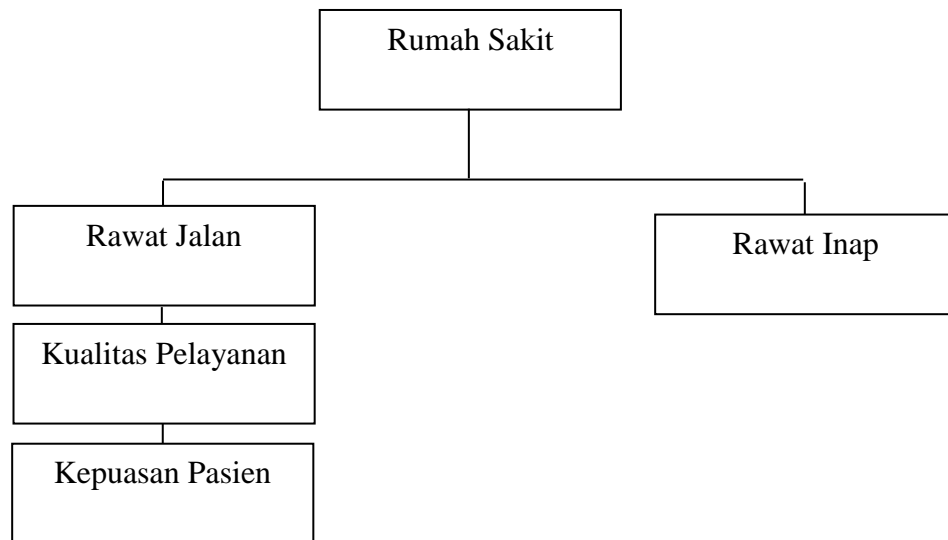 Rumah Sakit
Rawat Jalan
Rawat Inap
Kualitas Pelayanan
Kepuasan Pasien